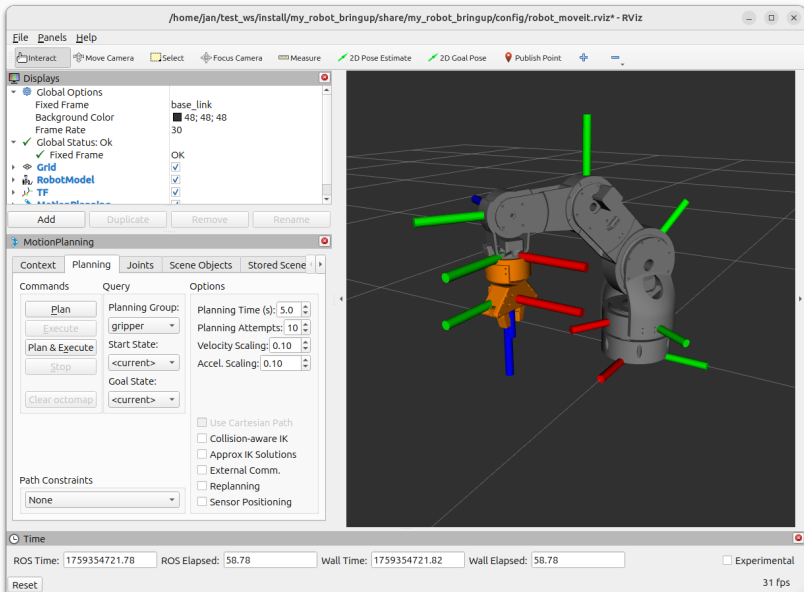 /home/jan/test_ws/install/my_robot_bringup/share/my_robot_bringup/config/robot_moveit.rviz* - RViz
File Panels Help
Interact Move Camera Select Focus Camera Measure 2D Pose Estimate 2D Goal Pose Publish Point
Displays
Global Options
Fixed Frame base_link
Background Color 48; 48; 48
Frame Rate 30
Global Status: Ok
Fixed Frame OK
Grid
RobotModel
TF
MotionPlanning
Add Duplicate Remove Rename
MotionPlanning
Context Planning Joints Scene Objects Stored Scene
Commands Query Options
Plan
Execute
Plan & Execute
Stop
Clear octomap
Planning Group:
gripper
Start State:
<current>
Goal State:
<current>
Planning Time (s): 5.0
Planning Attempts: 10
Velocity Scaling: 0.10
Accel. Scaling: 0.10
Use Cartesian Path
Collision-aware IK
Approx IK Solutions
External Comm.
Replanning
Sensor Positioning
Path Constraints
None
Time
ROS Time: 1759354721.78 ROS Elapsed: 58.78 Wall Time: 1759354721.82 Wall Elapsed: 58.78 Experimental
Reset 31 fps